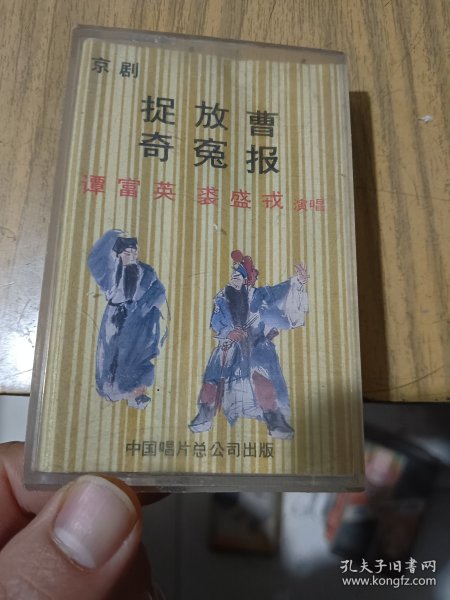 京剧
捉放曹
奇冤报
谭富英 裘盛戎 演唱
中国唱片总公司出版
孔夫子旧书网
www.kongfz.com